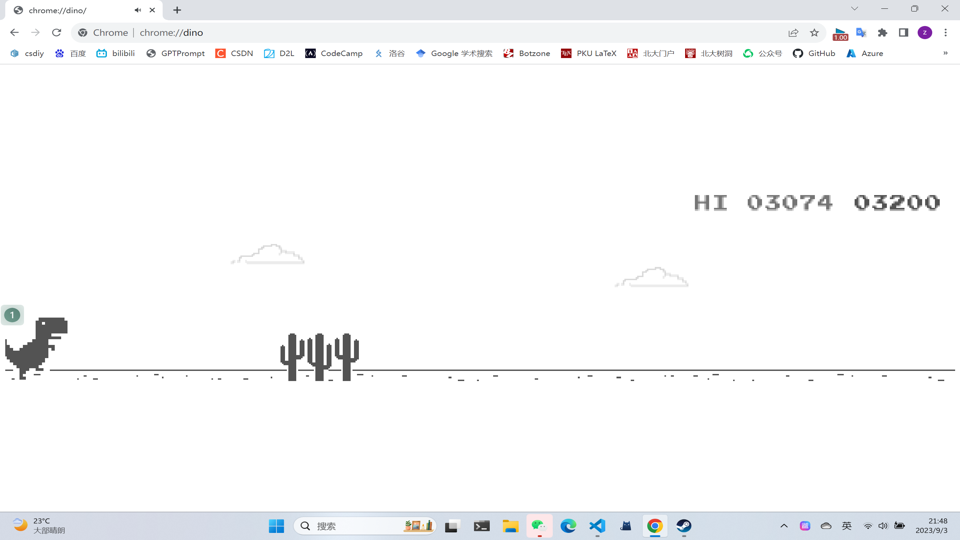 chrome://dino/
Chrome | chrome://dino
1.00
z
csdiy 百度 bilibili GPTPrompt CSDN D2L CodeCamp 洛谷 Google 学术搜索 Botzone PKU LaTeX 北大门户 北大树洞 公众号 GitHub Azure »
HI 03074 03200
1
23°C
大部晴朗
搜索
英
21:48
2023/9/3